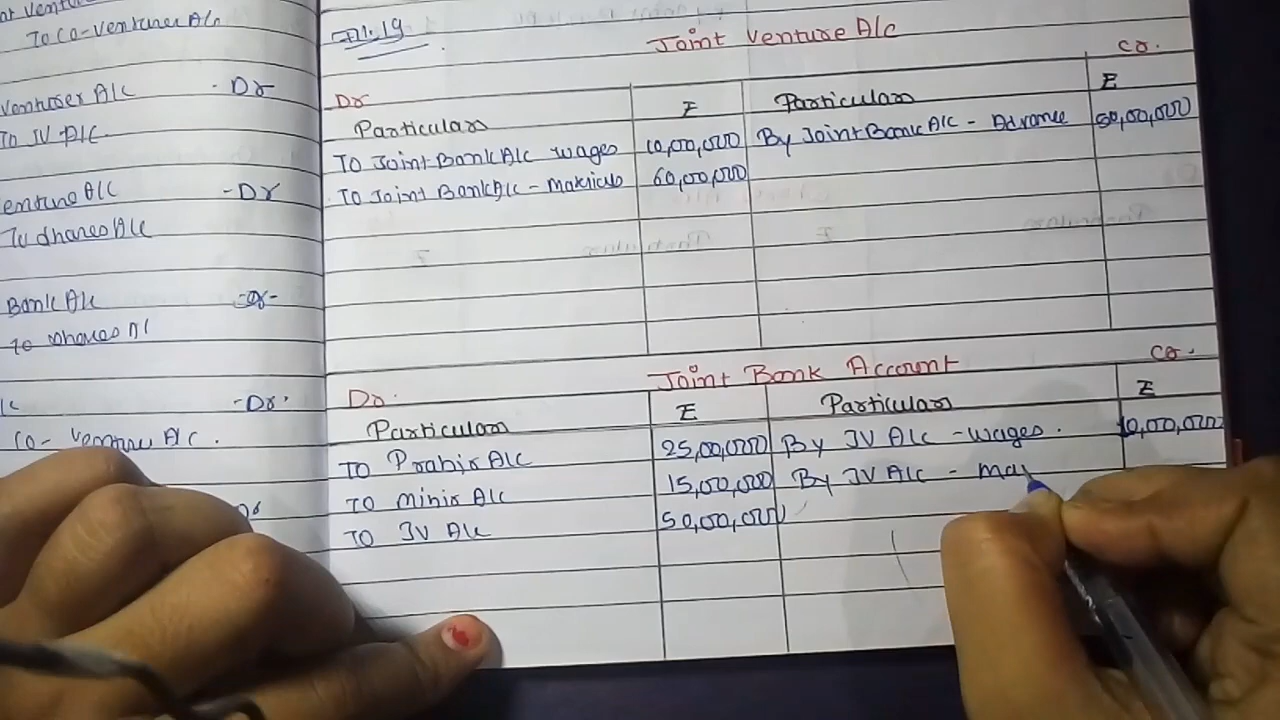 To Co-Venturer A/c
Venturer A/c - Dr
To JV A/c.
Venture A/c - Dr
To Shares A/c
Bank A/c - Dr -
To Shares A/c
- Dr.
Co- Venture A/c.
Ill. 19
Joint Venture A/c
Dr Cr.
Particulars ₹ Particulars ₹
To Joint Bank A/c wages 10,00,000 By Joint Bank A/c - Advance 50,00,000
To Joint Bank A/c - Materials 60,00,000
Joint Bank Account
Dr. Cr.
Particulars ₹ Particulars ₹
To Prabir A/c 25,00,000 By JV A/c - Wages. 10,00,000
To Minir A/c 15,00,000 By JV A/c - Ma
To JV A/c 50,00,000